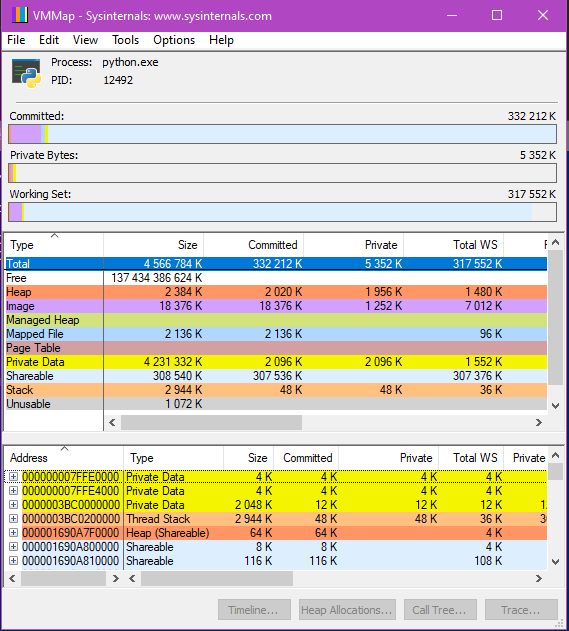 VMMap - Sysinternals: www.sysinternals.com
File Edit View Tools Options Help
Process: python.exe
PID: 12492
Committed: 332 212 K
Private Bytes: 5 352 K
Working Set: 317 552 K
Type Size Committed Private Total WS
Total 4 566 784 K 332 212 K 5 352 K 317 552 K
Free 137 434 386 624 K
Heap 2 384 K 2 020 K 1 956 K 1 480 K
Image 18 376 K 18 376 K 1 252 K 7 012 K
Managed Heap
Mapped File 2 136 K 2 136 K 96 K
Page Table
Private Data 4 231 332 K 2 096 K 2 096 K 1 552 K
Shareable 308 540 K 307 536 K 307 376 K
Stack 2 944 K 48 K 48 K 36 K
Unusable 1 072 K
Address Type Size Committed Private Total WS Private
000000007FFE0000 Private Data 4 K 4 K 4 K 4 K
000000007FFE4000 Private Data 4 K 4 K 4 K 4 K
0000003BC0000000 Private Data 2 048 K 12 K 12 K 12 K
0000003BC0200000 Thread Stack 2 944 K 48 K 48 K 36 K
000001690A7F0000 Heap (Shareable) 64 K 64 K 4 K
000001690A800000 Shareable 8 K 8 K 4 K
000001690A810000 Shareable 116 K 116 K 108 K
Timeline... Heap Allocations... Call Tree... Trace...